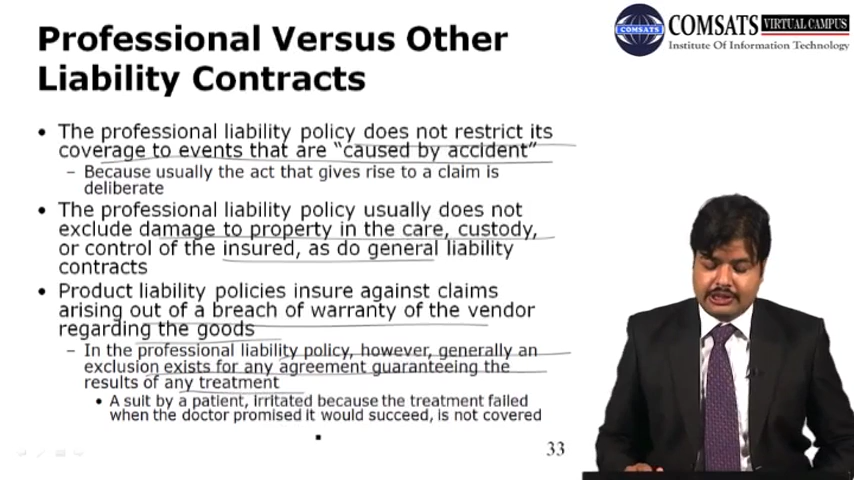 Professional Versus Other
Liability Contracts
COMSATS VIRTUAL CAMPUS
Institute Of Information Technology
COMSATS
• The professional liability policy does not restrict its
coverage to events that are “caused by accident”
– Because usually the act that gives rise to a claim is
deliberate
• The professional liability policy usually does not
exclude damage to property in the care, custody,
or control of the insured, as do general liability
contracts
• Product liability policies insure against claims
arising out of a breach of warranty of the vendor
regarding the goods
– In the professional liability policy, however, generally an
exclusion exists for any agreement guaranteeing the
results of any treatment
• A suit by a patient, irritated because the treatment failed
when the doctor promised it would succeed, is not covered
33